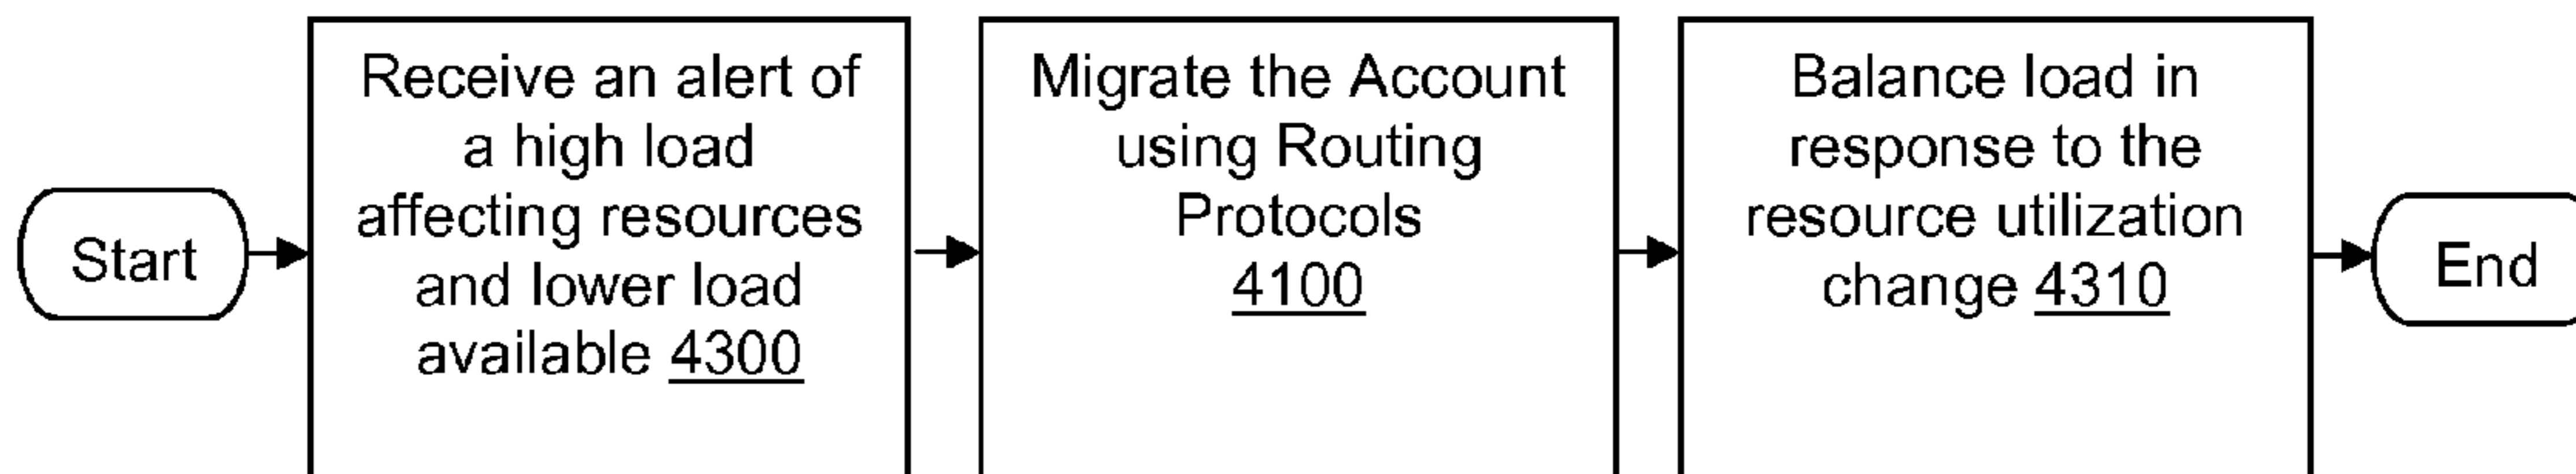 Start
Receive an alert of
a high load
affecting resources
and lower load
available 4300
Migrate the Account
using Routing
Protocols
4100
Balance load in
response to the
resource utilization
change 4310
End